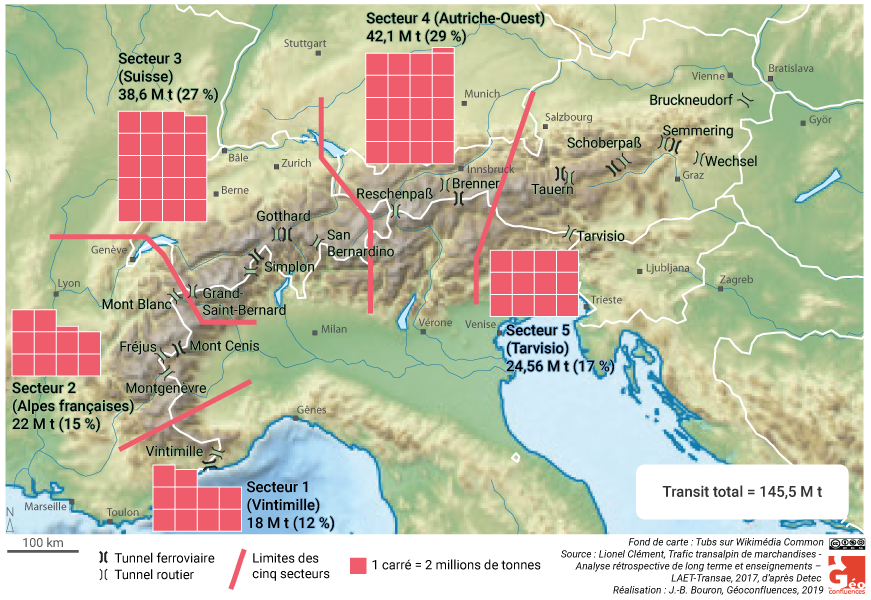 Secteur 4 (Autriche-Ouest)
42,1 M t (29 %)
Secteur 3
(Suisse)
38,6 M t (27 %)
Stuttgart
Munich
Vienne
Bratislava
Bruckneudorf
Györ
Salzbourg
Semmering
Schoberpaß
Wechsel
Graz
Bâle
Zurich
Innsbruck
Brenner
Reschenpaß
Tauern
Berne
Gotthard
San
Bernardino
Tarvisio
Genève
Simplon
Ljubljana
Zagreb
Lyon
Mont Blanc
Grand-
Saint-Bernard
Trieste
Milan
Vérone
Venise
Secteur 5
(Tarvisio)
24,56 M t (17 %)
Fréjus
Mont Cenis
Montgenèvre
Secteur 2
(Alpes françaises)
22 M t (15 %)
Gênes
Vintimille
Secteur 1
(Vintimille)
18 M t (12 %)
Transit total = 145,5 M t
Marseille
Toulon
N
100 km
Tunnel ferroviaire
Tunnel routier
Limites des
cinq secteurs
1 carré = 2 millions de tonnes
Fond de carte : Tubs sur Wikimédia Common
Source : Lionel Clément, Trafic transalpin de marchandises -
Analyse rétrospective de long terme et enseignements –
LAET-Transae, 2017, d'après Detec
Réalisation : J.-B. Bouron, Géoconfluences, 2019
Géo
confluences